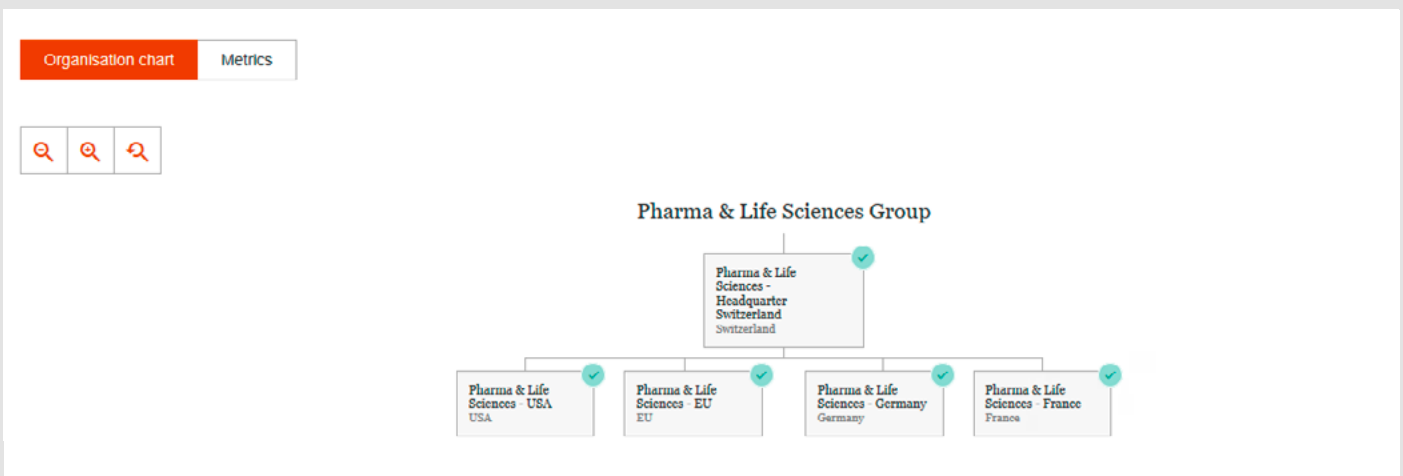 Organisation chart
Metrics
Pharma & Life Sciences Group
Pharma & Life
Sciences -
Headquarter
Switzerland
Switzerland
Pharma & Life
Sciences - USA
USA
Pharma & Life
Sciences - EU
EU
Pharma & Life
Sciences - Germany
Germany
Pharma & Life
Sciences - France
France